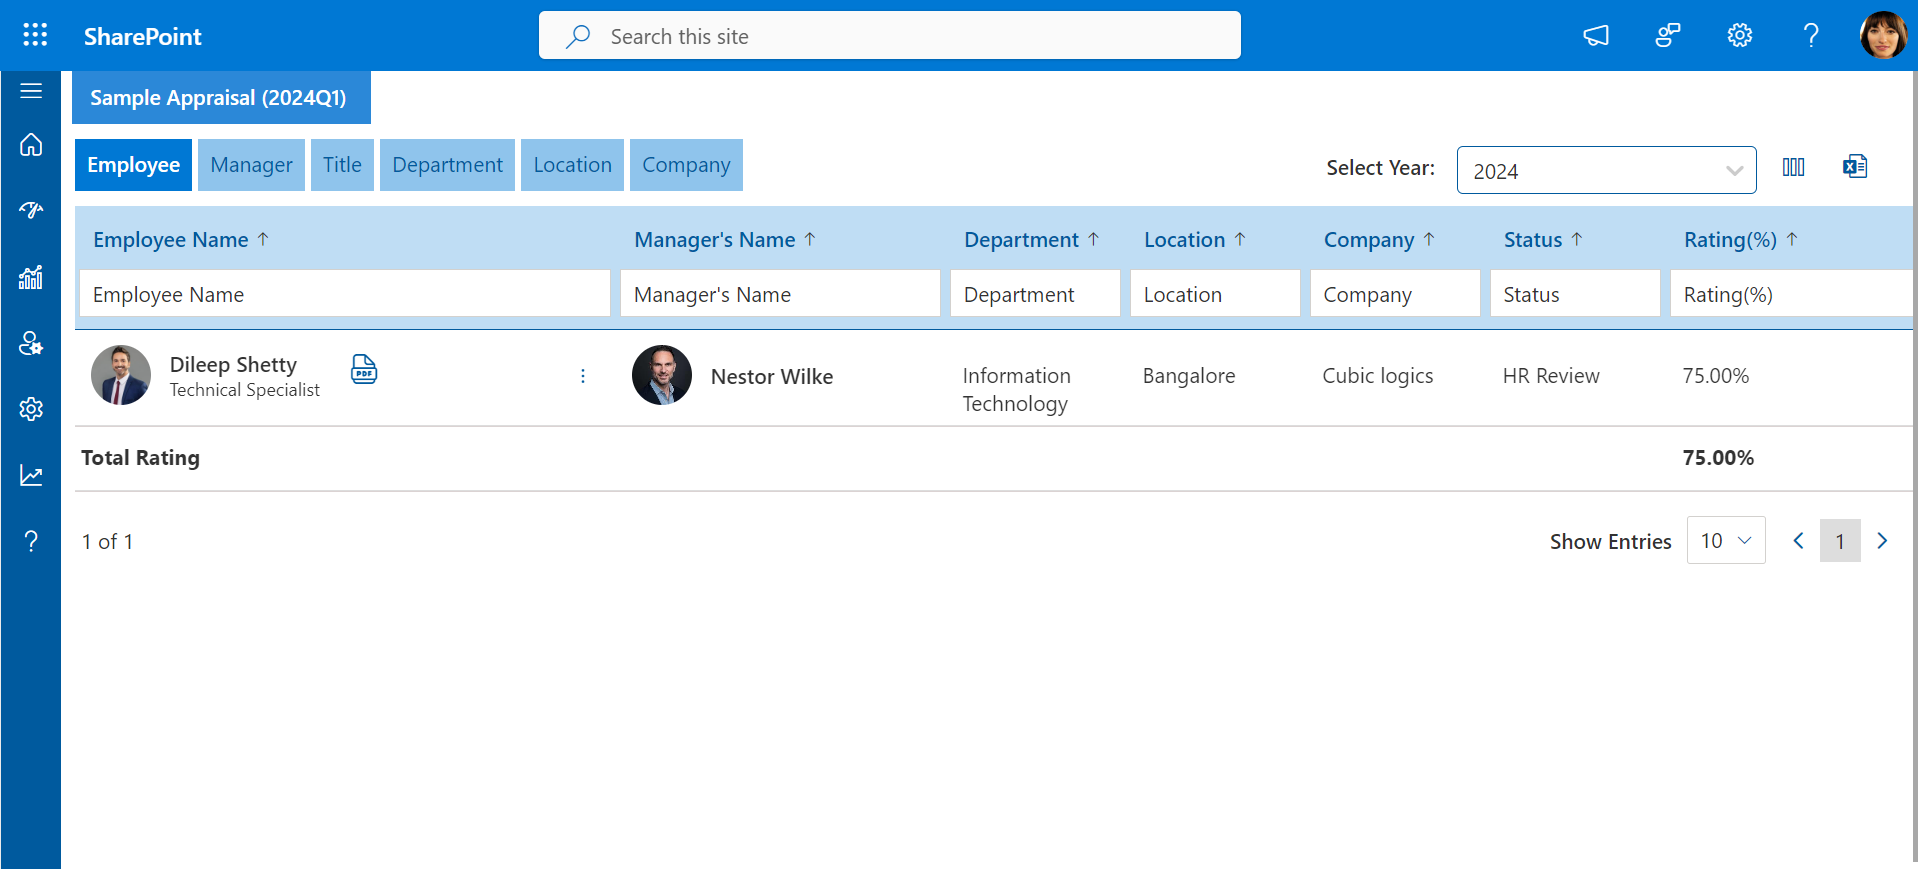 SharePoint
Search this site
Sample Appraisal (2024Q1)
Employee Manager Title Department Location Company
Select Year: 2024
Employee Name Manager's Name Department Location Company Status Rating(%)
Employee Name Manager's Name Department Location Company Status Rating(%)
Dileep Shetty
Technical Specialist
PDF
Nestor Wilke
Information
Technology
Bangalore
Cubic logics
HR Review
75.00%
Total Rating 75.00%
1 of 1
Show Entries 10 1